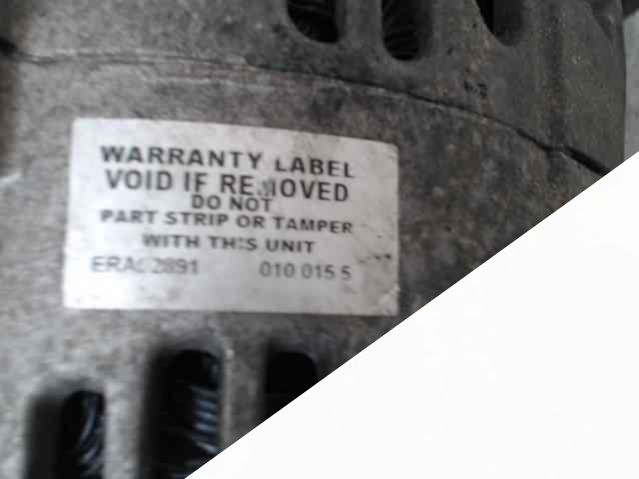 WARRANTY LABEL
VOID IF REMOVED
DO NOT
PART STRIP OR TAMPER
WITH THIS UNIT
010 015 5